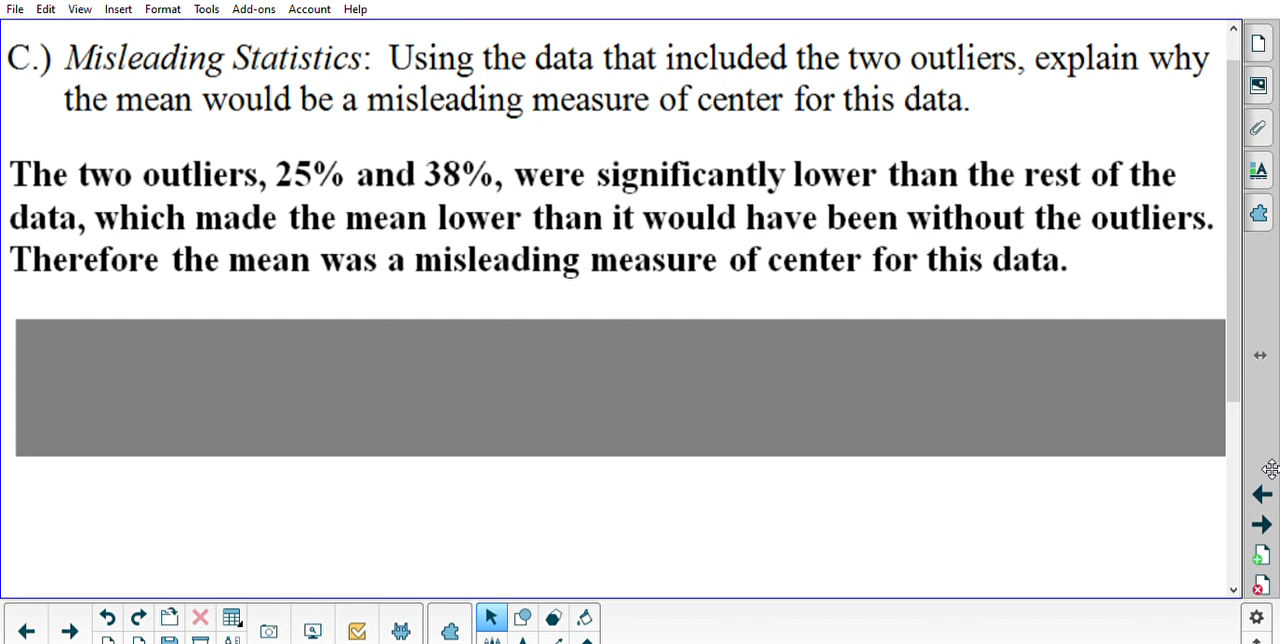 File Edit View Insert Format Tools Add-ons Account Help
C.) Misleading Statistics: Using the data that included the two outliers, explain why
the mean would be a misleading measure of center for this data.
The two outliers, 25% and 38%, were significantly lower than the rest of the
data, which made the mean lower than it would have been without the outliers.
Therefore the mean was a misleading measure of center for this data.